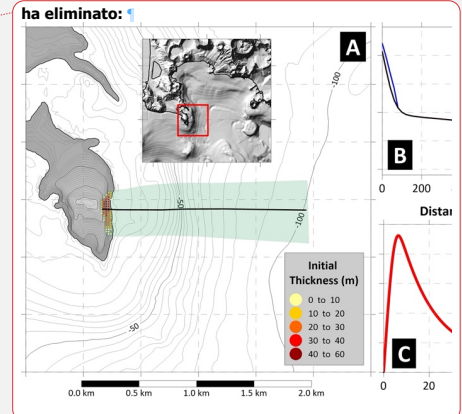 ha eliminato: ¶
A
-100
B
0 200
Distan
-50
-100
Initial
Thickness (m)
0 to 10
10 to 20
20 to 30
30 to 40
40 to 60
-50
C
0 20
0.0 km 0.5 km 1.0 km 1.5 km 2.0 km